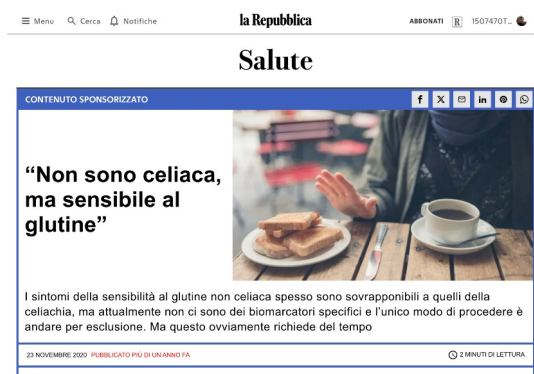 Menu Cerca Notifiche la Repubblica ABBONATI R 1507470T...
Salute
CONTENUTO SPONSORIZZATO
“Non sono celiaca,
ma sensibile al
glutine”
I sintomi della sensibilità al glutine non celiaca spesso sono sovrapponibili a quelli della
celiachia, ma attualmente non ci sono dei biomarcatori specifici e l'unico modo di procedere è
andare per esclusione. Ma questo ovviamente richiede del tempo
23 NOVEMBRE 2020 PUBBLICATO PIÙ DI UN ANNO FA 2 MINUTI DI LETTURA